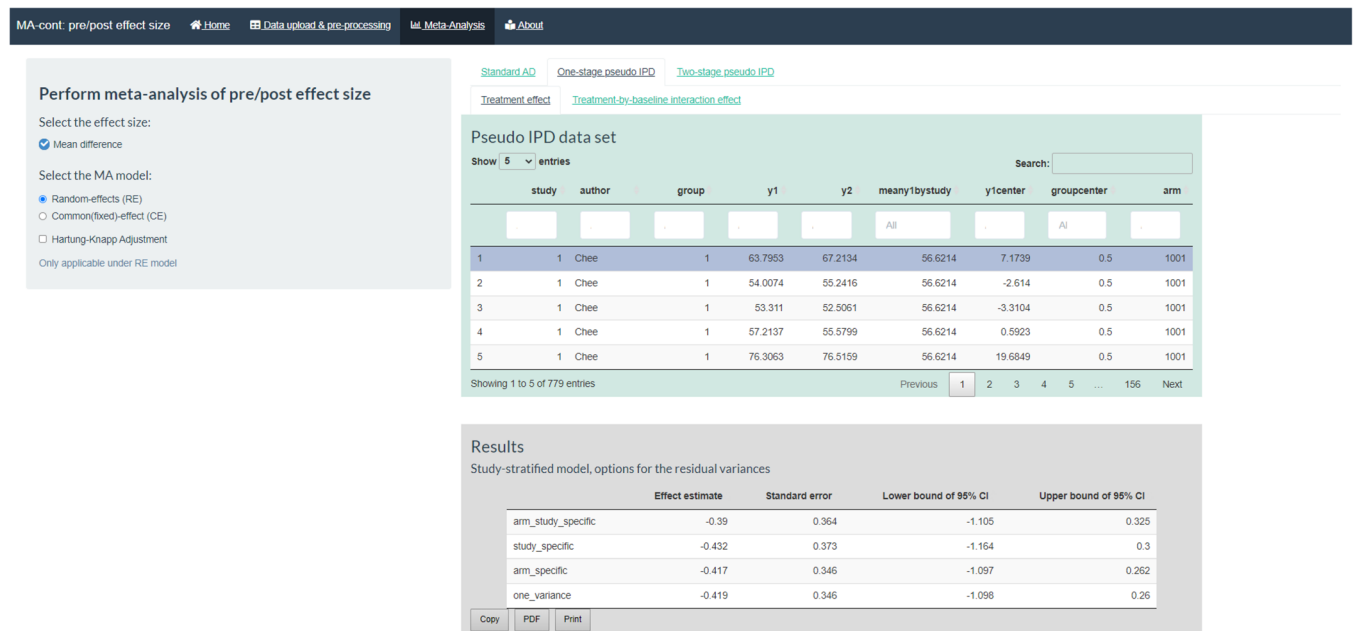 MA-cont: pre/post effect size Home Data upload & pre-processing Meta-Analysis About
Perform meta-analysis of pre/post effect size
Select the effect size:
Mean difference
Select the MA model:
Random-effects (RE)
Common(fixed)-effect (CE)
Hartung-Knapp Adjustment
Only applicable under RE model
Standard AD One-stage pseudo IPD Two-stage pseudo IPD
Treatment effect Treatment-by-baseline interaction effect
Pseudo IPD data set
Show 5 entries Search:
study author group y1 y2 meany1bystudy y1center groupcenter arm
All Al
1 1 Chee 1 63.7953 67.2134 56.6214 7.1739 0.5 1001
2 1 Chee 1 54.0074 55.2416 56.6214 -2.614 0.5 1001
3 1 Chee 1 53.311 52.5061 56.6214 -3.3104 0.5 1001
4 1 Chee 1 57.2137 55.5799 56.6214 0.5923 0.5 1001
5 1 Chee 1 76.3063 76.5159 56.6214 19.6849 0.5 1001
Showing 1 to 5 of 779 entries Previous 1 2 3 4 5 … 156 Next
Results
Study-stratified model, options for the residual variances
Effect estimate Standard error Lower bound of 95% CI Upper bound of 95% CI
arm_study_specific -0.39 0.364 -1.105 0.325
study_specific -0.432 0.373 -1.164 0.3
arm_specific -0.417 0.346 -1.097 0.262
one_variance -0.419 0.346 -1.098 0.26
Copy PDF Print